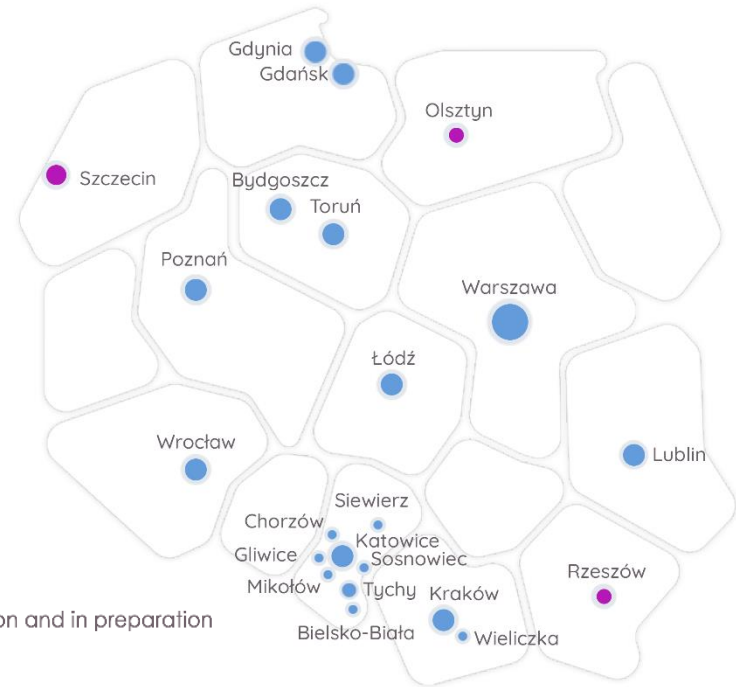 Gdynia
Gdańsk
Olsztyn
Szczecin
Bydgoszcz
Toruń
Poznań
Warszawa
Łódź
Wrocław
Lublin
Siewierz
Chorzów
Katowice
Gliwice
Sosnowiec
Mikołów
Tychy
Kraków
Rzeszów
Bielsko-Biała
Wieliczka
and in preparation